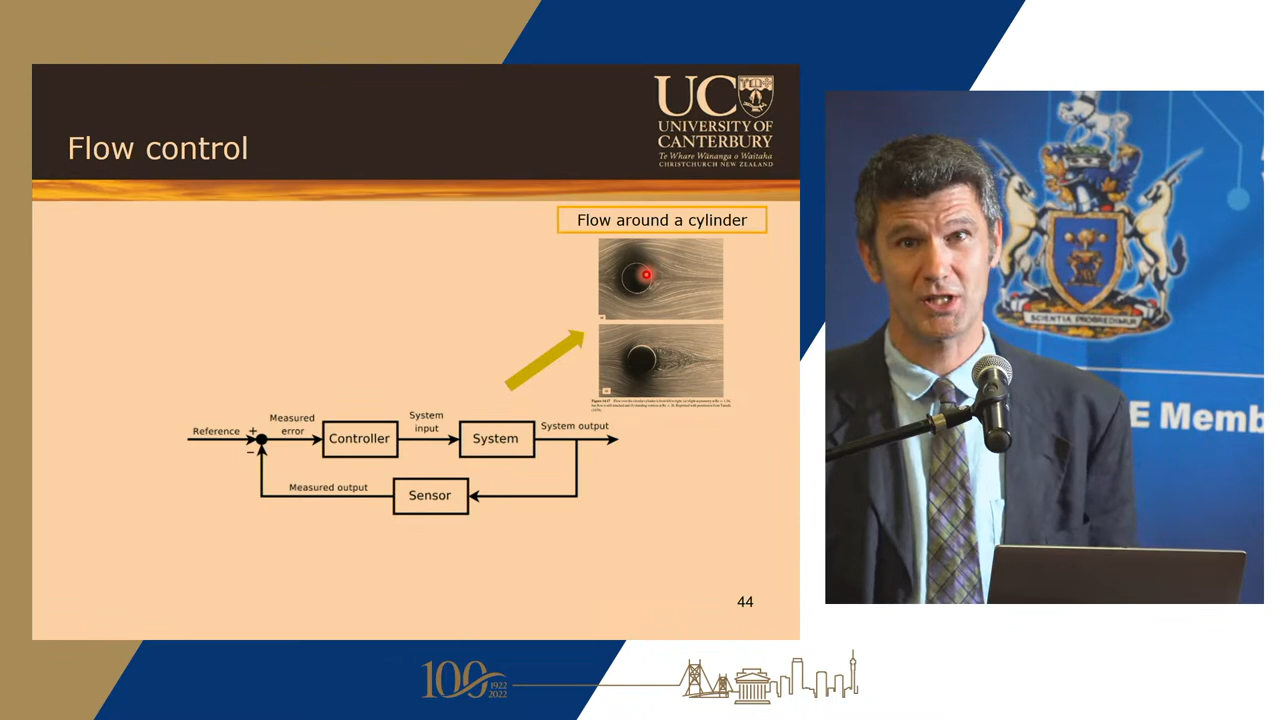 Flow control
UC
UNIVERSITY OF
CANTERBURY
Te Whare Wānanga o Waitaha
CHRISTCHURCH NEW ZEALAND
Flow around a cylinder
Reference
+
−
Measured
error
Controller
System
input
System
System output
Measured output
Sensor
44
SCIENTIA PROGREDIMUR
E Memb
100
1922
2022